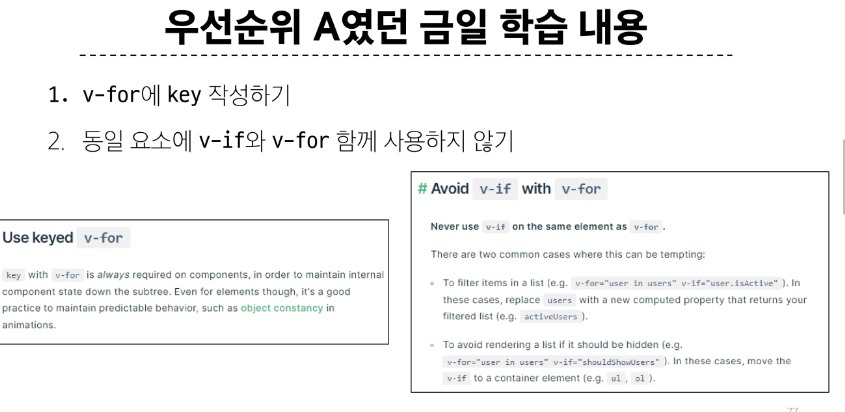 우선순위 A였던 금일 학습 내용
1. v-for에 key 작성하기
2. 동일 요소에 v-if와 v-for 함께 사용하지 않기
Use keyed v-for
key with v-for is always required on components, in order to maintain internal
component state down the subtree. Even for elements though, it's a good
practice to maintain predictable behavior, such as object constancy in
animations.
# Avoid v-if with v-for
Never use v-if on the same element as v-for.
There are two common cases where this can be tempting:
• To filter items in a list (e.g. v-for="user in users" v-if="user.isActive" ). In
these cases, replace users with a new computed property that returns your
filtered list (e.g. activeUsers ).
• To avoid rendering a list if it should be hidden (e.g.
v-for="user in users" v-if="shouldShowUsers" ). In these cases, move the
v-if to a container element (e.g. ul , ol ).